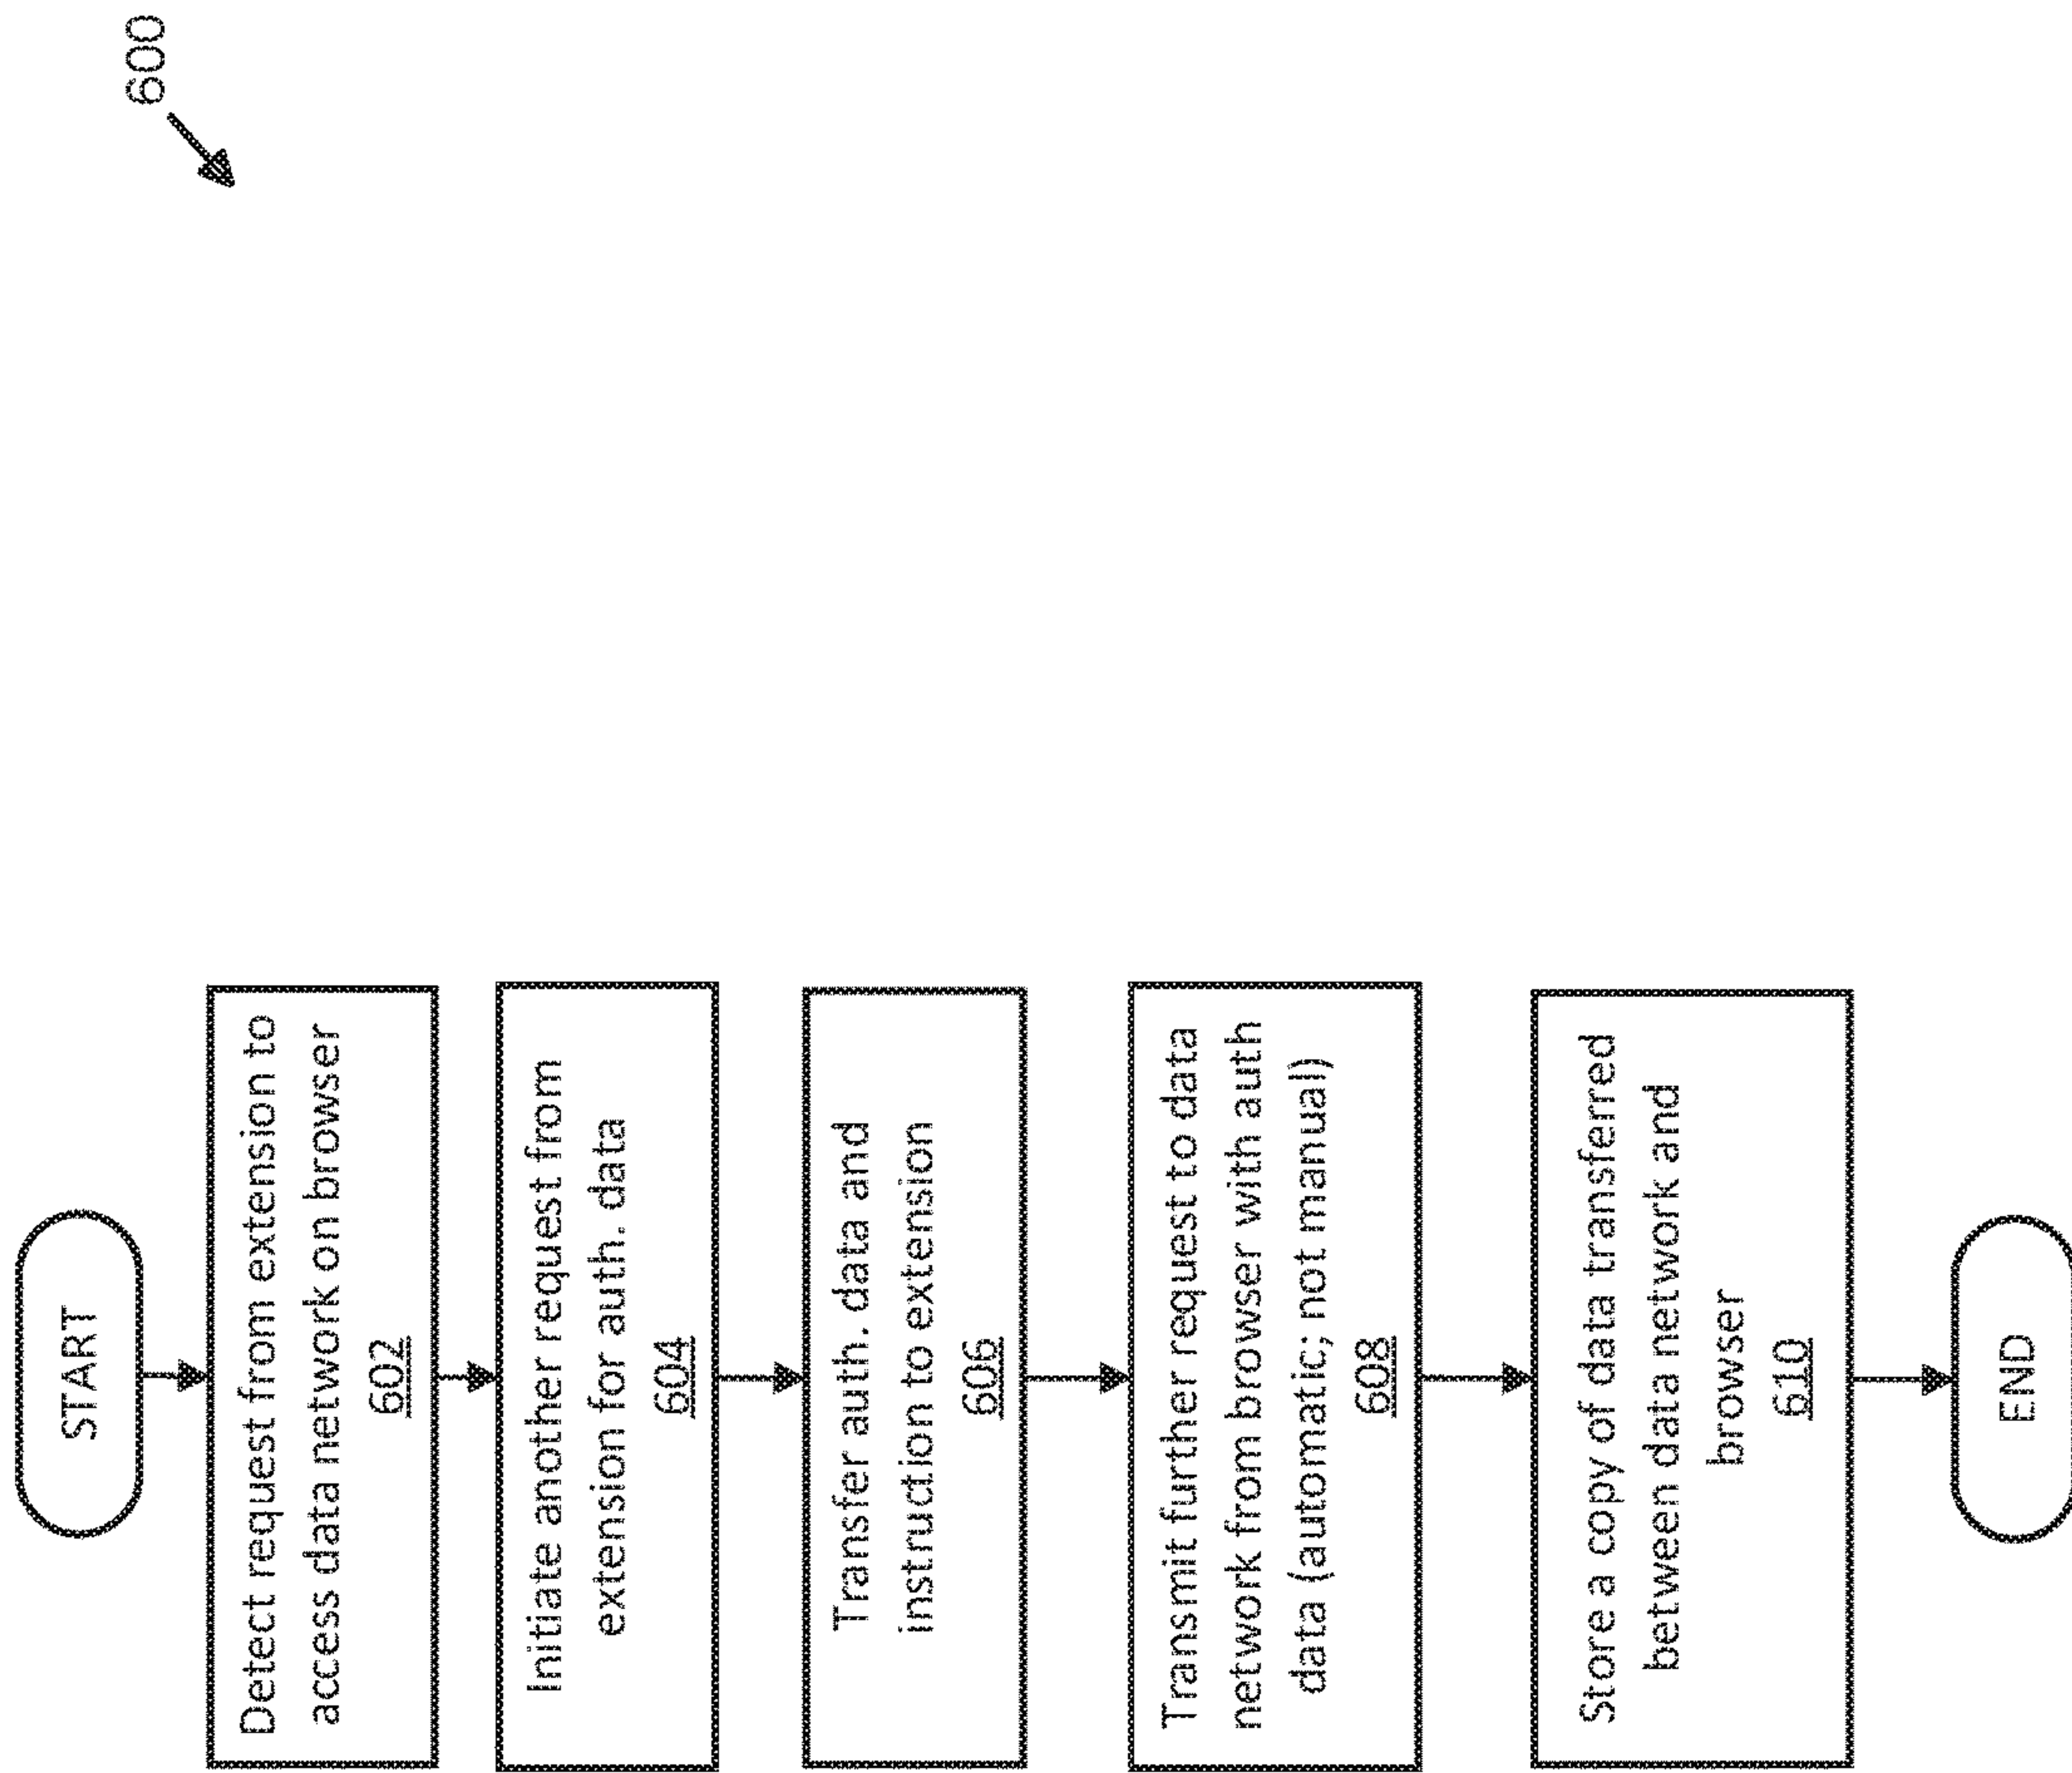 600
START
Detect request from extension to
access data network on browser
602
Initiate another request from
extension for auth. data
604
Transfer auth. data and
instruction to extension
606
Transmit further request to data
network from browser with auth
data (automatic; not manual)
608
Store a copy of data transferred
between data network and
browser
610
END